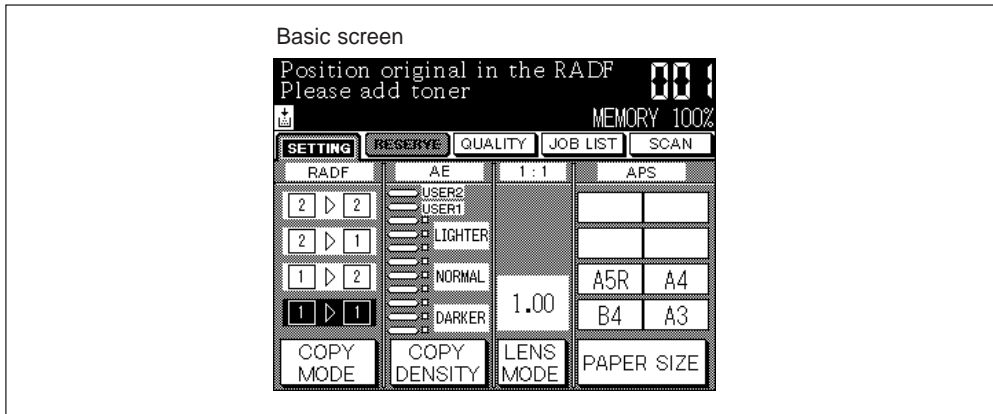 Basic screen
Position original in the RADF
Please add toner
001
MEMORY 100%
SETTING RESERVE QUALITY JOB LIST SCAN
RADF AE 1 : 1 APS
USER2
2 ▷ 2
USER1
LIGHTER
2 ▷ 1
1 ▷ 2
NORMAL
A5R A4
1 ▷ 1
DARKER
1.00
B4 A3
COPY MODE
COPY DENSITY
LENS MODE
PAPER SIZE